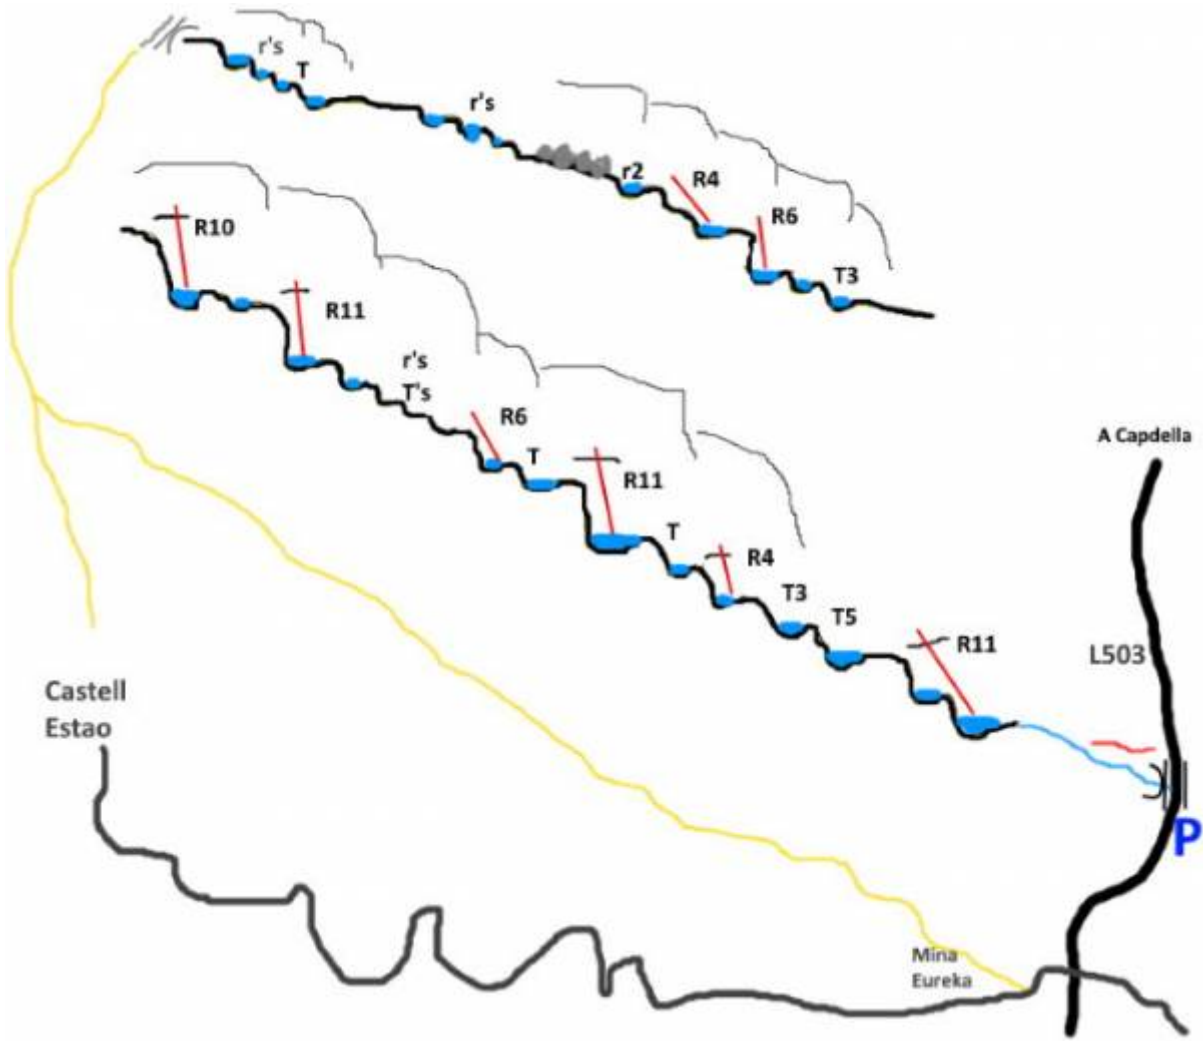 r's
T
r's
r2
R4
R6
T3
R10
R11
r's
T's
R6
T
R11
T
R4
T3
T5
R11
A Capdella
L503
P
Castell
Estao
Mina
Eureka